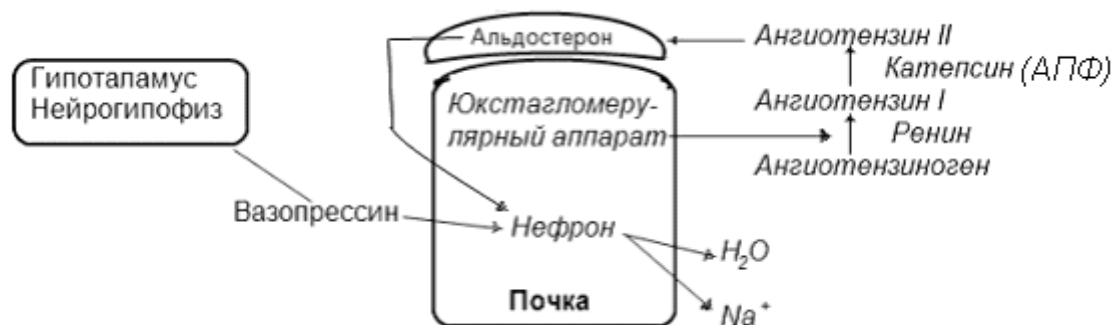 Альдостерон
Ангиотензин II
Катепсин (АПФ)
Гипоталамус
Нейрогипофиз
Юкстагломеру-
лярный аппарат
Ангиотензин I
Ренин
Ангиотензиноген
Вазопрессин
Нефрон
H₂O
Почка
Na⁺